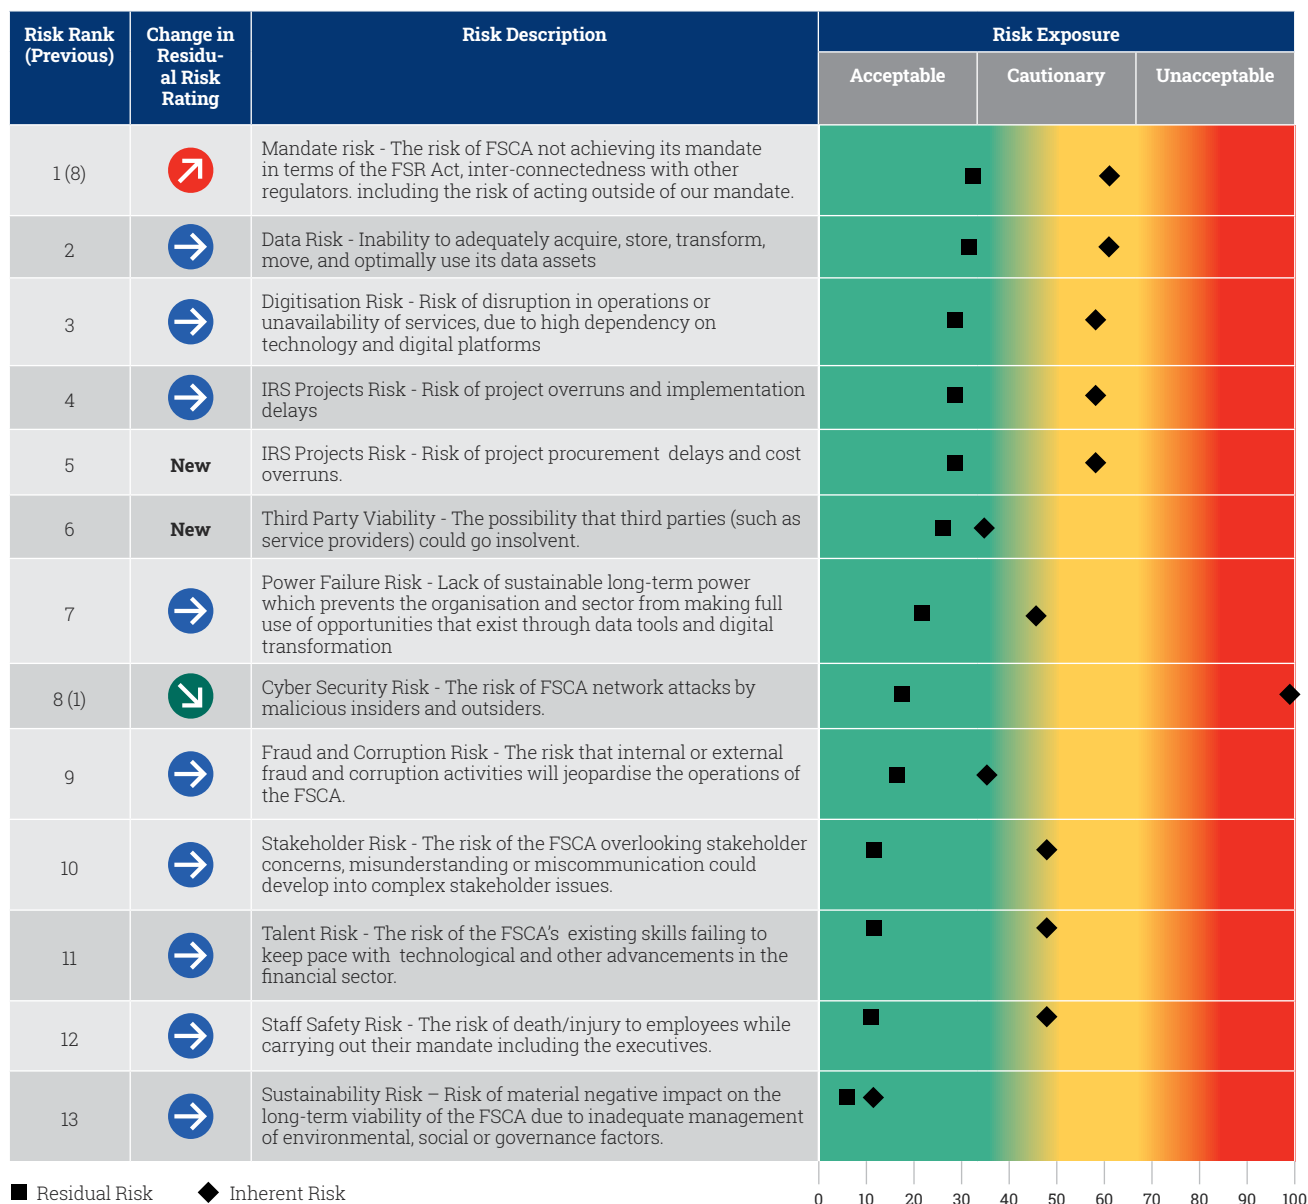 Risk Rank
(Previous)
Change in
Residu-
al Risk
Rating
Risk Description
Risk Exposure
Acceptable
Cautionary
Unacceptable
1 (8)
Mandate risk - The risk of FSCA not achieving its mandate
in terms of the FSR Act, inter-connectedness with other
regulators. including the risk of acting outside of our mandate.
2
Data Risk - Inability to adequately acquire, store, transform,
move, and optimally use its data assets
3
Digitisation Risk - Risk of disruption in operations or
unavailability of services, due to high dependency on
technology and digital platforms
4
IRS Projects Risk - Risk of project overruns and implementation
delays
5
New
IRS Projects Risk - Risk of project procurement delays and cost
overruns.
6
New
Third Party Viability - The possibility that third parties (such as
service providers) could go insolvent.
7
Power Failure Risk - Lack of sustainable long-term power
which prevents the organisation and sector from making full
use of opportunities that exist through data tools and digital
transformation
8 (1)
Cyber Security Risk - The risk of FSCA network attacks by
malicious insiders and outsiders.
9
Fraud and Corruption Risk - The risk that internal or external
fraud and corruption activities will jeopardise the operations of
the FSCA.
10
Stakeholder Risk - The risk of the FSCA overlooking stakeholder
concerns, misunderstanding or miscommunication could
develop into complex stakeholder issues.
11
Talent Risk - The risk of the FSCA's existing skills failing to
keep pace with technological and other advancements in the
financial sector.
12
Staff Safety Risk - The risk of death/injury to employees while
carrying out their mandate including the executives.
13
Sustainability Risk – Risk of material negative impact on the
long-term viability of the FSCA due to inadequate management
of environmental, social or governance factors.
Residual Risk
Inherent Risk
0 10 20 30 40 50 60 70 80 90 100